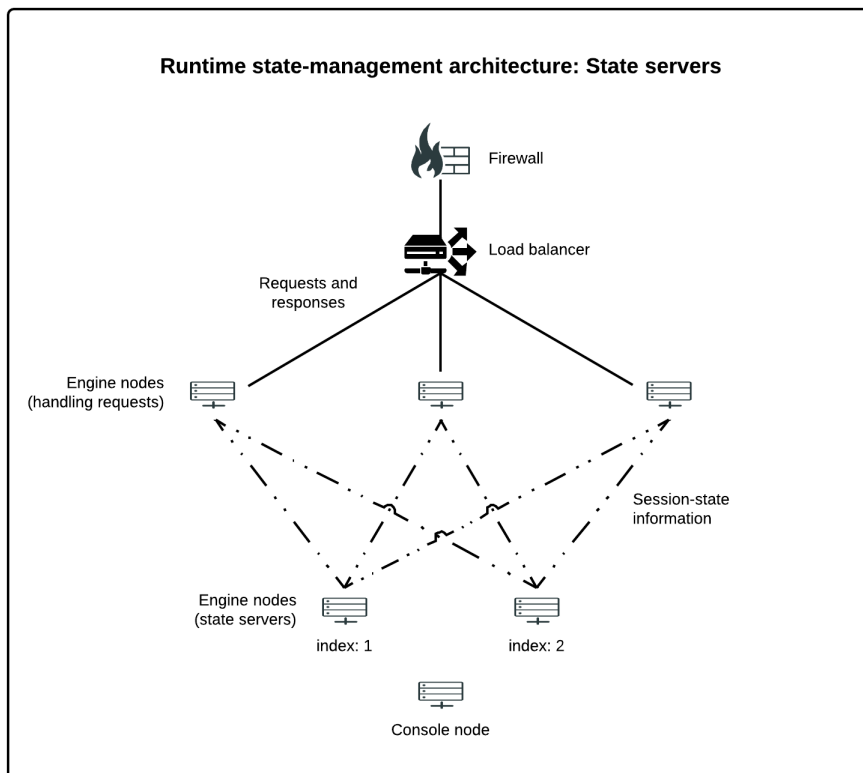 Runtime state-management architecture: State servers
Firewall
Load balancer
Requests and
responses
Engine nodes
(handling requests)
Session-state
information
Engine nodes
(state servers)
index: 1
index: 2
Console node